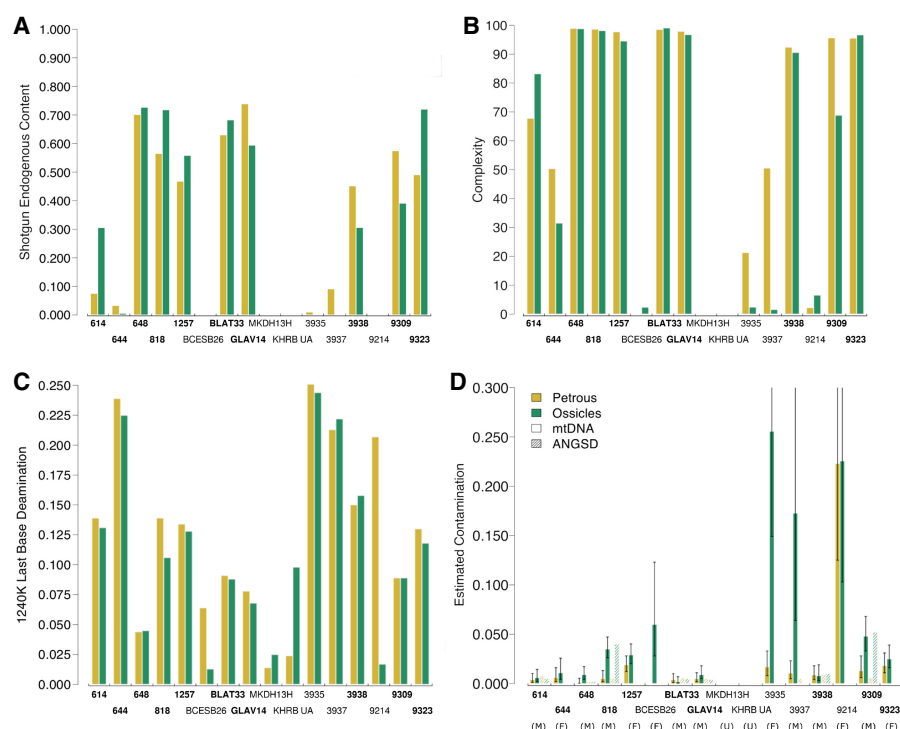 A
Shotgun Endogenous Content
1.000
0.900
0.800
0.700
0.600
0.500
0.400
0.300
0.200
0.100
0.000
614 648 1257 BLAT33 MKDH13H 3935 3938 9309
644 818 BCESB26 GLAV14 KHRB UA 3937 9214 9323
B
Complexity
100
90
80
70
60
50
40
30
20
10
0
614 648 1257 BLAT33 MKDH13H 3935 3938 9309
644 818 BCESB26 GLAV14 KHRB UA 3937 9214 9323
C
1240K Last Base Deamination
0.250
0.225
0.200
0.175
0.150
0.125
0.100
0.075
0.050
0.025
0.000
614 648 1257 BLAT33 MKDH13H 3935 3938 9309
644 818 BCESB26 GLAV14 KHRB UA 3937 9214 9323
D
Estimated Contamination
0.300
0.250
0.200
0.150
0.100
0.050
0.000
Petrous
Ossicles
mtDNA
ANGSD
614 648 1257 BLAT33 MKDH13H 3935 3938 9309
644 818 BCESB26 GLAV14 KHRB UA 3937 9214 9323
(M) (F) (M) (M) (F) (F) (M) (M) (U) (U) (F) (M) (M) (F) (M) (F)